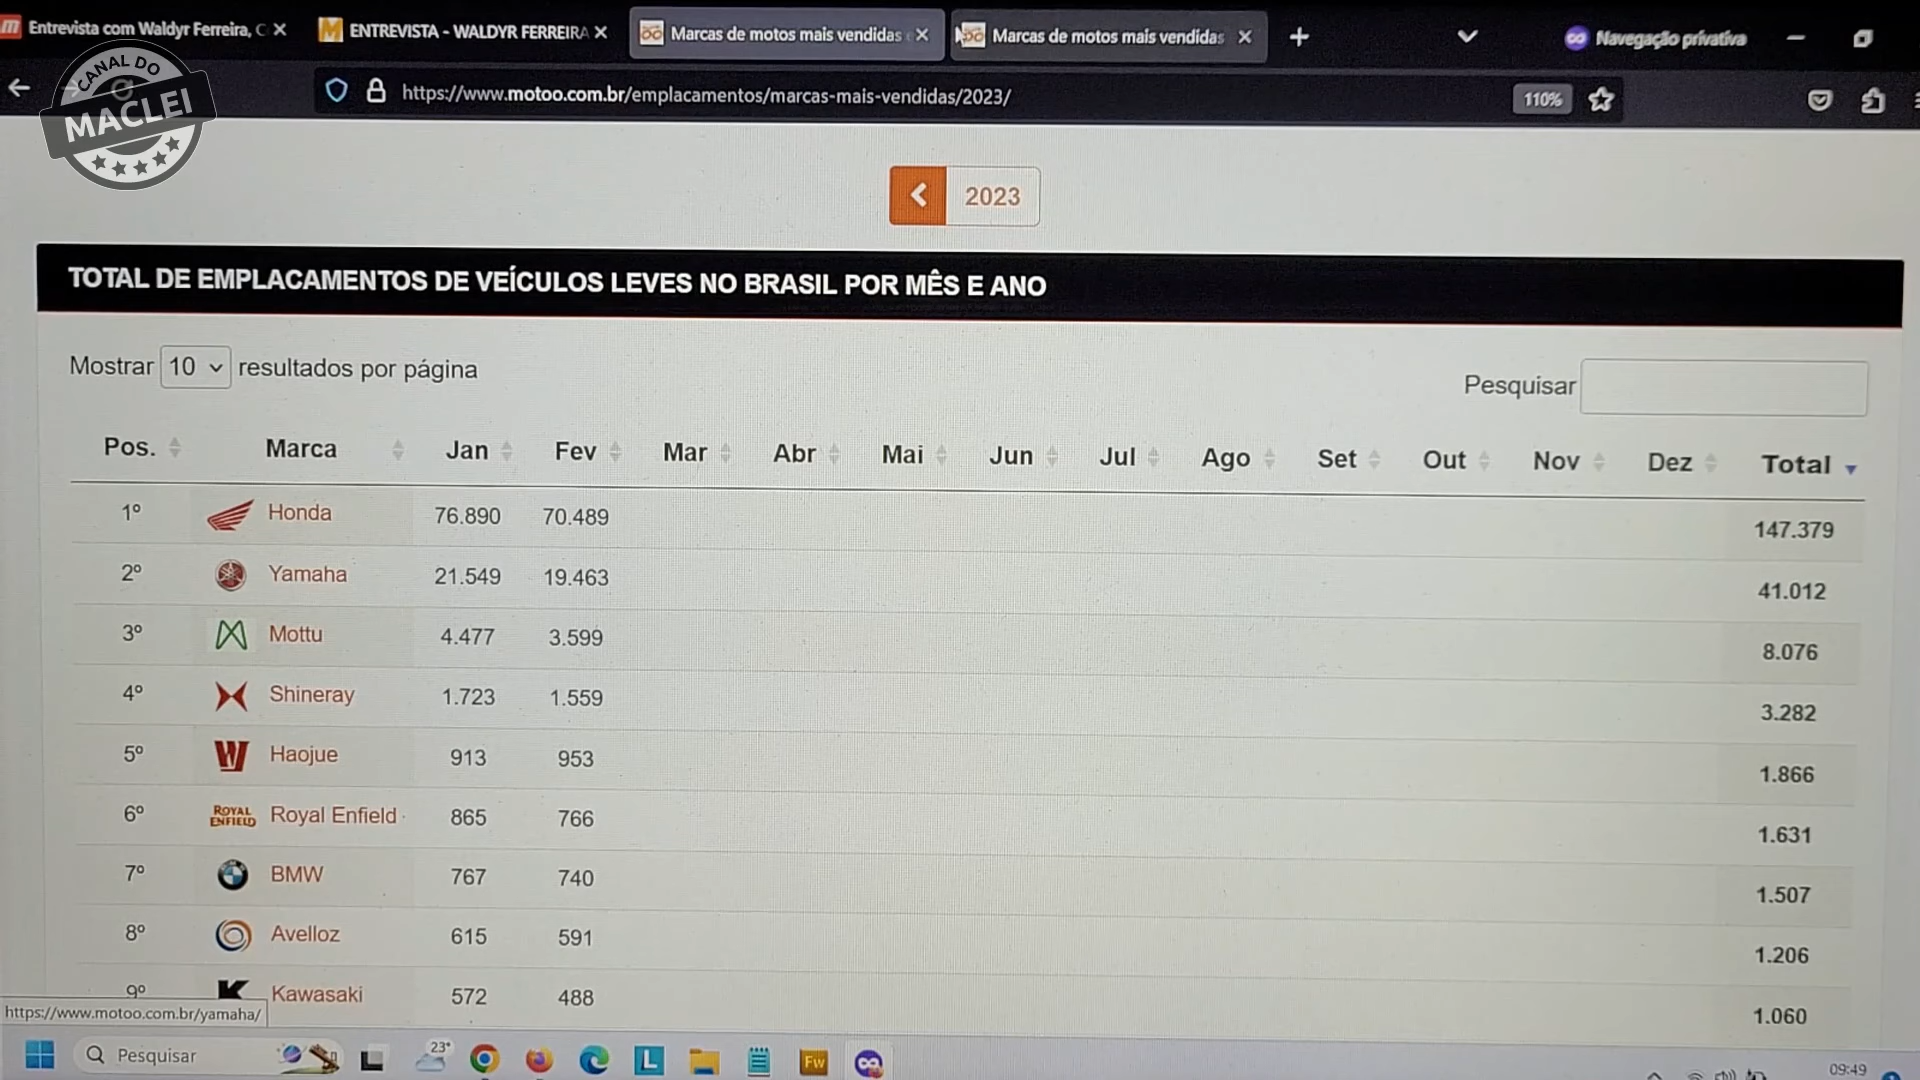 Entrevista com Waldyr Ferreira, C
ENTREVISTA - WALDYR FERREIRA
Marcas de motos mais vendidas
Marcas de motos mais vendidas
Navegação privativa
CANAL DO
MACLEI
https://www.motoo.com.br/emplacamentos/marcas-mais-vendidas/2023/
110%
2023
TOTAL DE EMPLACAMENTOS DE VEÍCULOS LEVES NO BRASIL POR MÊS E ANO
Mostrar 10 resultados por página
Pesquisar
Pos. Marca Jan Fev Mar Abr Mai Jun Jul Ago Set Out Nov Dez Total
1º Honda 76.890 70.489 147.379
2º Yamaha 21.549 19.463 41.012
3º Mottu 4.477 3.599 8.076
4º Shineray 1.723 1.559 3.282
5º Haojue 913 953 1.866
6º ROYAL ENFIELD Royal Enfield 865 766 1.631
7º BMW 767 740 1.507
8º Avelloz 615 591 1.206
9º Kawasaki 572 488 1.060
https://www.motoo.com.br/yamaha/
Pesquisar
23°
L
Fw
09:49